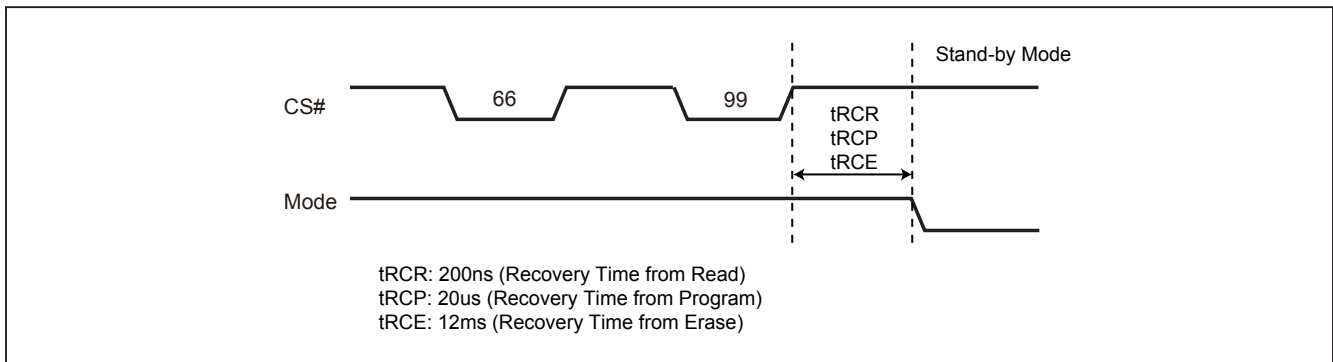 Stand-by Mode
CS#
66
99
tRCR
tRCP
tRCE
Mode
tRCR: 200ns (Recovery Time from Read)
tRCP: 20us (Recovery Time from Program)
tRCE: 12ms (Recovery Time from Erase)